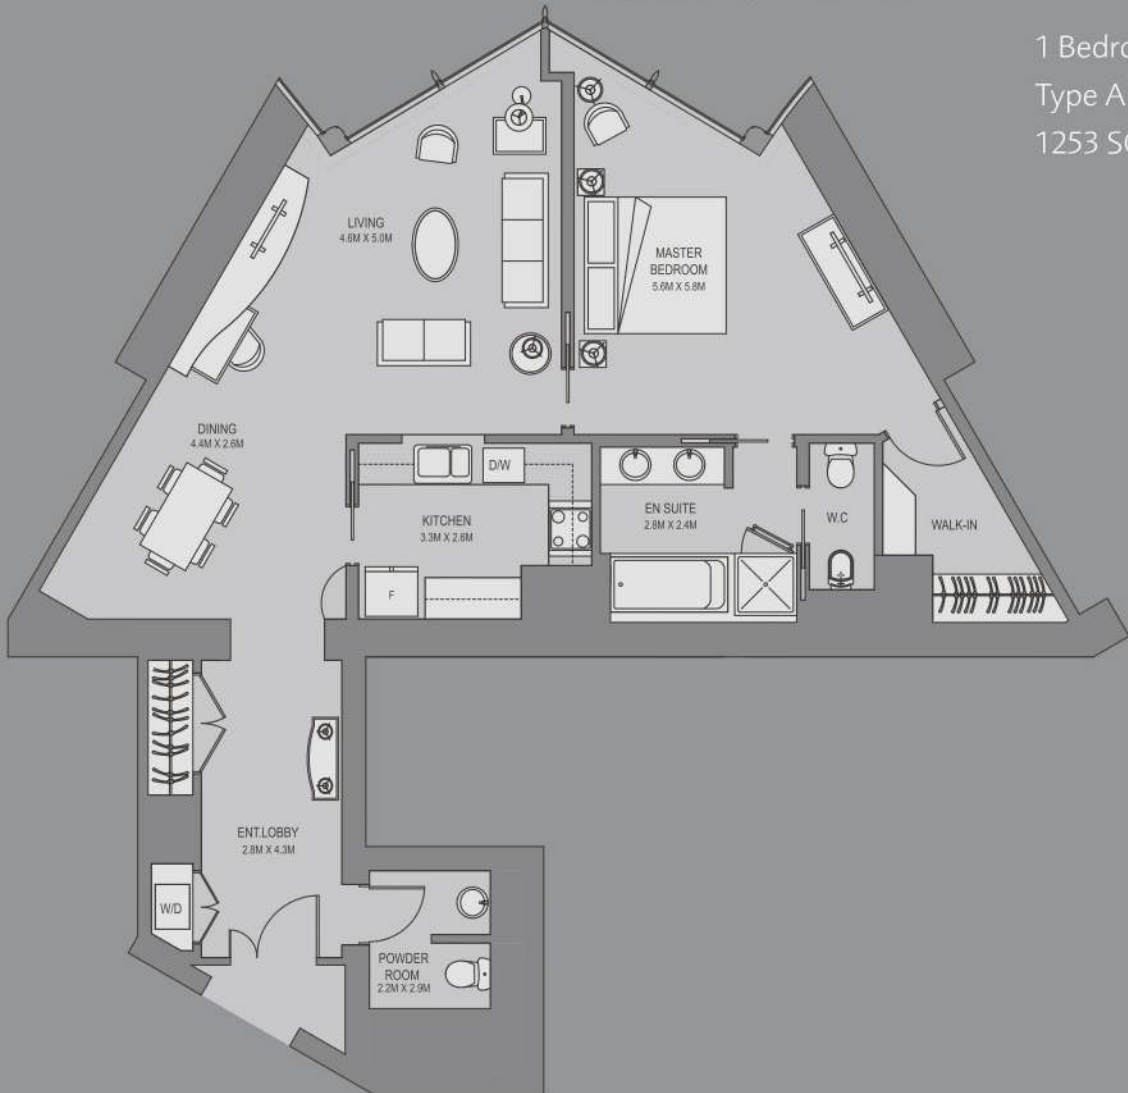 1 Bedro
Type A
1253 SC
LIVING
4.6M X 5.0M
MASTER
BEDROOM
5.6M X 5.8M
DINING
4.4M X 2.6M
D/W
KITCHEN
3.3M X 2.6M
EN SUITE
2.8M X 2.4M
W.C
WALK-IN
F
ENT.LOBBY
2.8M X 4.3M
W/D
POWDER
ROOM
2.2M X 2.9M